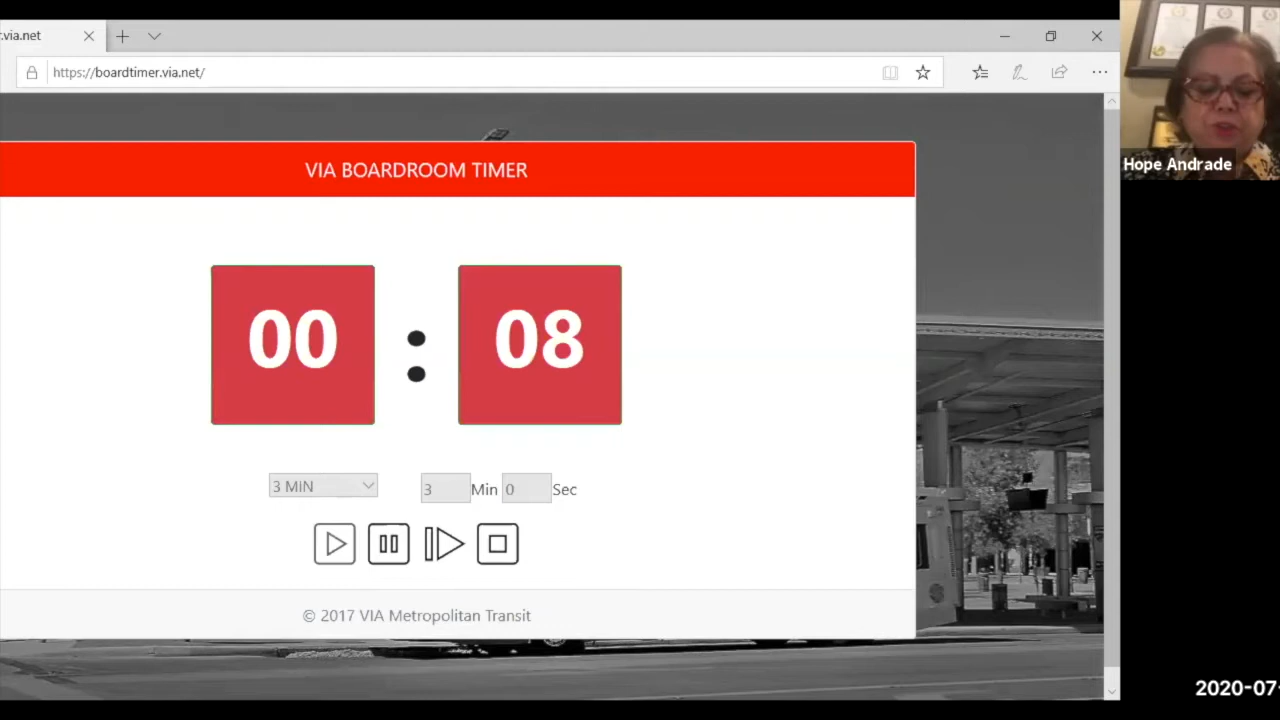 r.via.net
https://boardtimer.via.net/
VIA BOARDROOM TIMER
00 : 08
3 MIN 3 Min 0 Sec
© 2017 VIA Metropolitan Transit
Hope Andrade
2020-07-